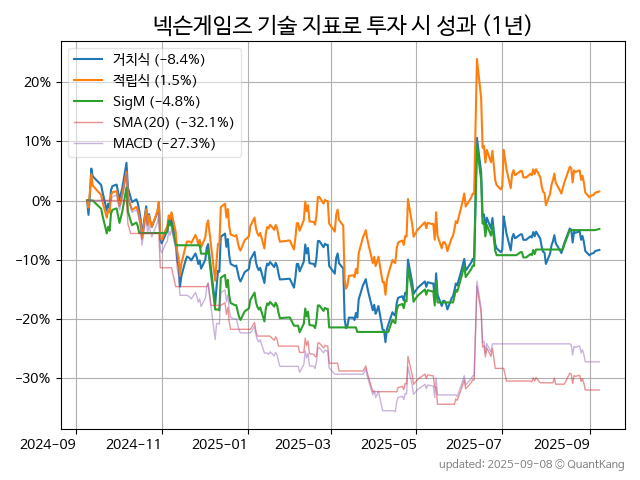 넥슨게임즈 기술 지표로 투자 시 성과 (1년)
거치식 (−8.4%)
적립식 (1.5%)
SigM (−4.8%)
SMA(20) (−32.1%)
MACD (−27.3%)
20%
10%
0%
−10%
−20%
−30%
2024−09 2024−11 2025−01 2025−03 2025−05 2025−07 2025−09
updated: 2025−09−08 © QuantKang